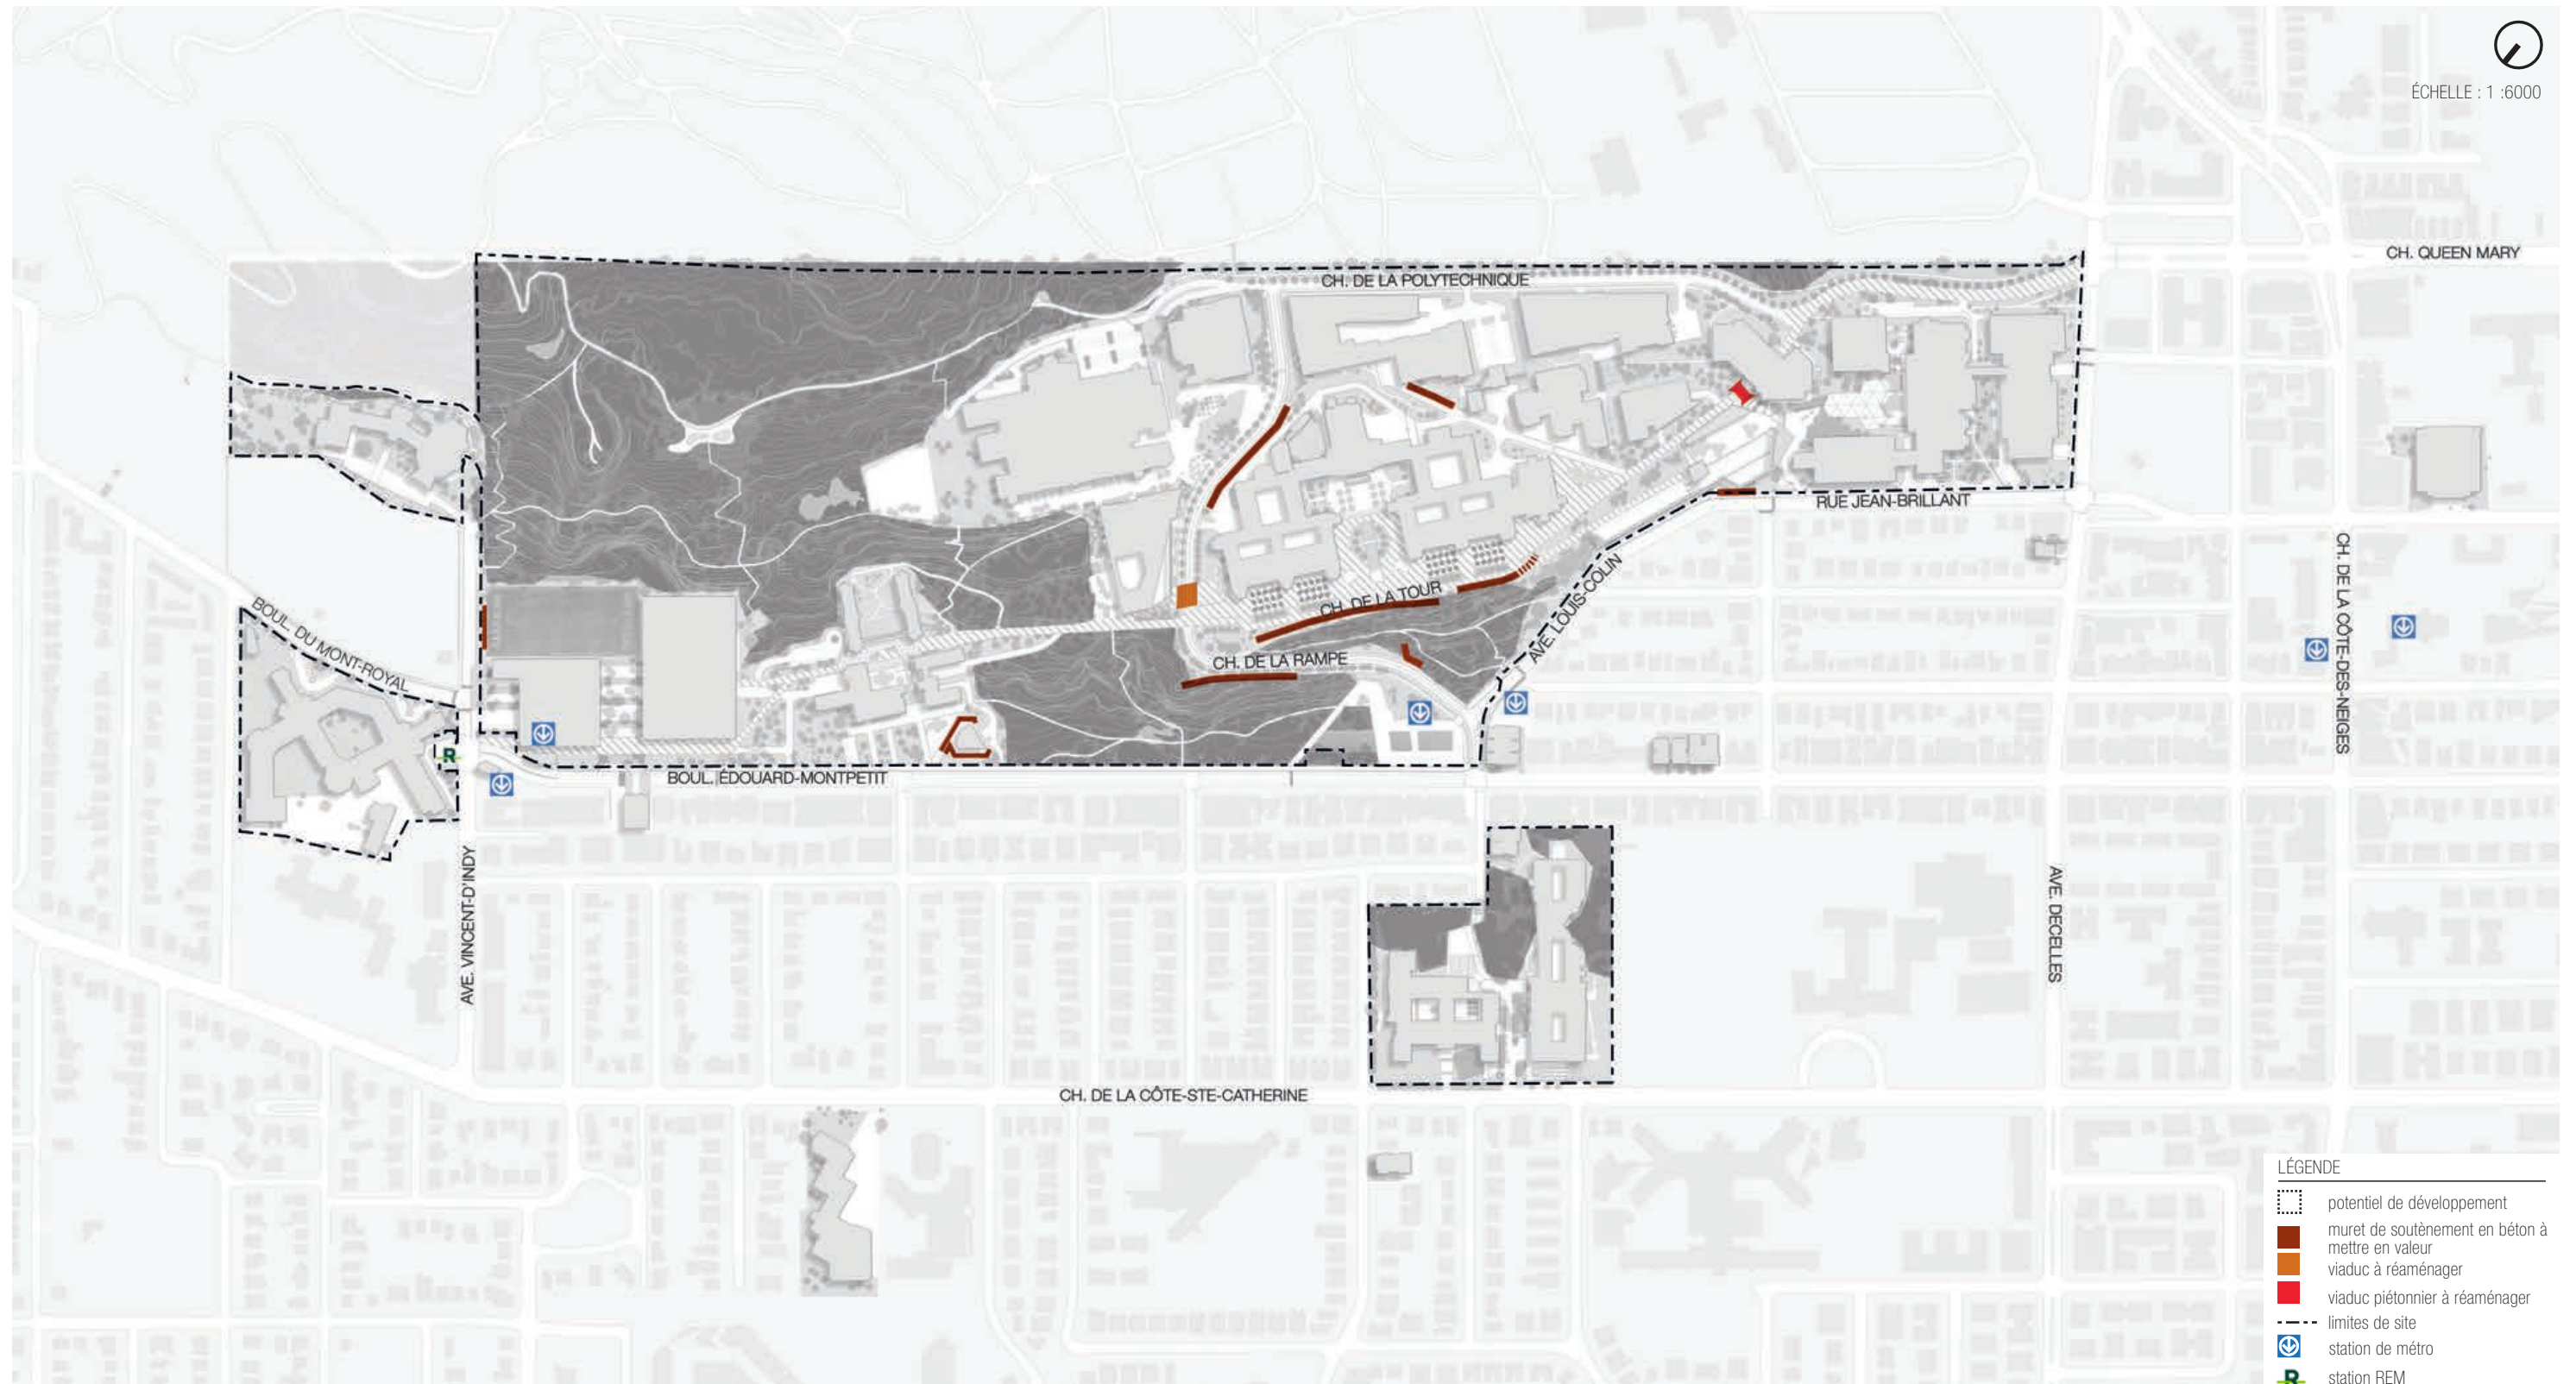 ÉCHELLE : 1 :6000
CH. QUEEN MARY
CH. DE LA POLYTECHNIQUE
RUE JEAN-BRILLANT
CH. DE LA CÔTE-DES-NEIGES
AVE. LOUIS-COLIN
CH. DE LA TOUR
BOUL. DU MONT-ROYAL
CH. DE LA RAMPE
R
BOUL. ÉDOUARD-MONTPETIT
AVE. VINCENT-D'INDY
AVE. DECELLES
CH. DE LA CÔTE-STE-CATHERINE
LÉGENDE
potentiel de développement
muret de soutènement en béton à
mettre en valeur
viaduc à réaménager
viaduc piétonnier à réaménager
limites de site
station de métro
R station REM